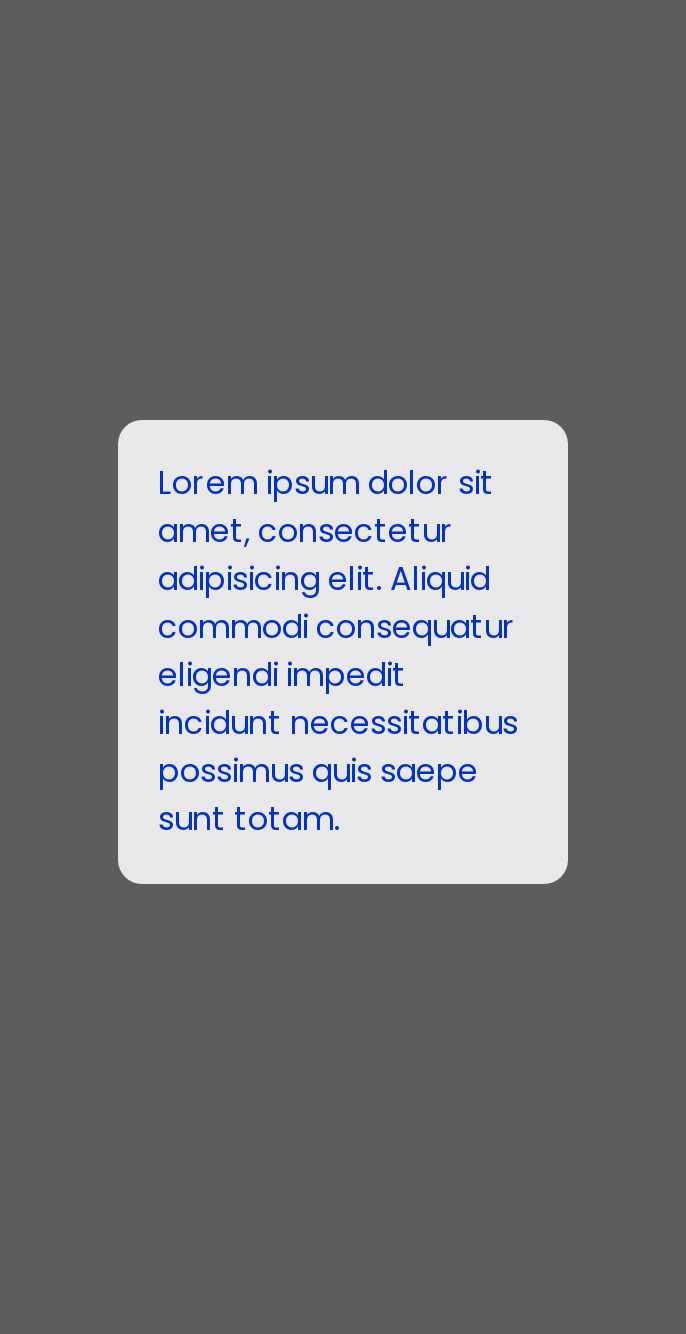 Lorem ipsum dolor sit
amet, consectetur
adipisicing elit. Aliquid
commodi consequatur
eligendi impedit
incidunt necessitatibus
possimus quis saepe
sunt totam.